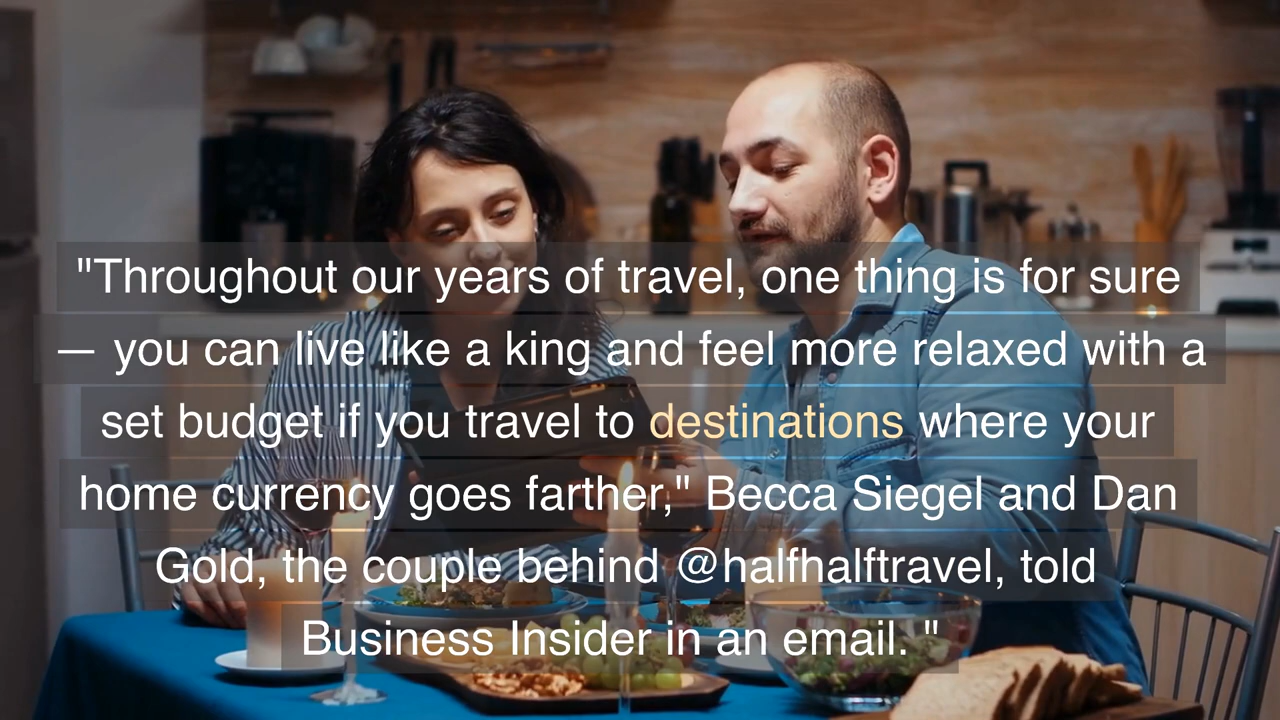 "Throughout our years of travel, one thing is for sure
— you can live like a king and feel more relaxed with a
set budget if you travel to destinations where your
home currency goes farther," Becca Siegel and Dan
Gold, the couple behind @halfhalftravel, told
Business Insider in an email. "